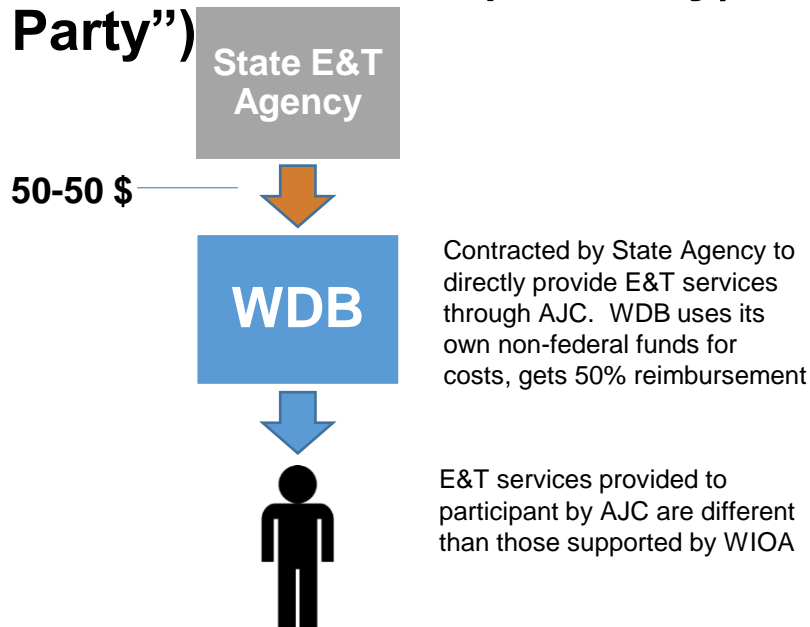 Party”)
State E&T
Agency
50-50 $
WDB
Contracted by State Agency to
directly provide E&T services
through AJC.  WDB uses its
own non-federal funds for
costs, gets 50% reimbursement
E&T services provided to
participant by AJC are different
than those supported by WIOA